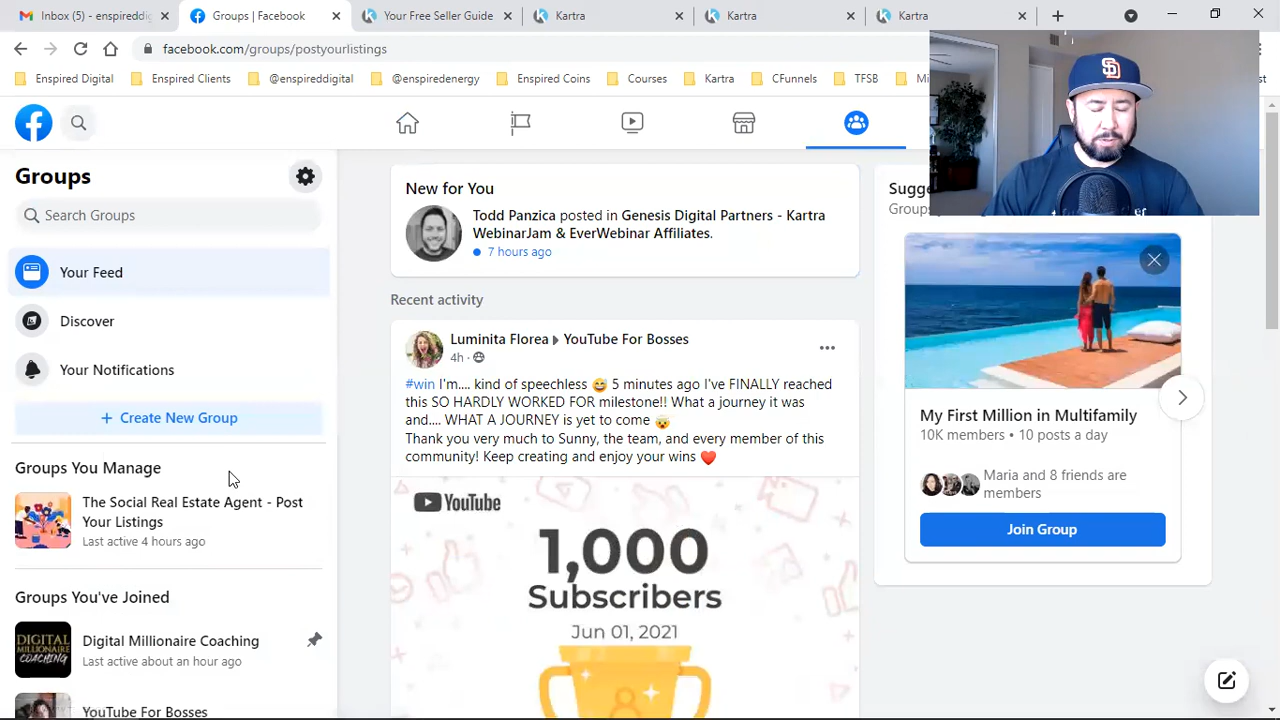 Inbox (5) - enspireddig
Groups | Facebook
Your Free Seller Guide
Kartra
Kartra
Kartra
facebook.com/groups/postyourlistings
Enspired Digital
Enspired Clients
@enspireddigital
@enspiredenergy
Enspired Coins
Courses
Kartra
CFunnels
TFSB
Groups
Search Groups
Your Feed
Discover
Your Notifications
+ Create New Group
Groups You Manage
The Social Real Estate Agent - Post
Your Listings
Last active 4 hours ago
Groups You've Joined
DIGITAL
MILLIONAIRE
COACHING
Digital Millionaire Coaching
Last active about an hour ago
YouTube For Bosses
New for You
Todd Panzica posted in Genesis Digital Partners - Kartra
WebinarJam & EverWebinar Affiliates.
7 hours ago
Recent activity
Luminita Florea YouTube For Bosses
4h ·
#win I'm.... kind of speechless 😅 5 minutes ago I've FINALLY reached
this SO HARDLY WORKED FOR milestone!! What a journey it was
and.... WHAT A JOURNEY is yet to come 🤯
Thank you very much to Sunny, the team, and every member of this
community! Keep creating and enjoy your wins ❤️
YouTube
1,000
Subscribers
Jun 01, 2021
My First Million in Multifamily
10K members • 10 posts a day
Maria and 8 friends are
members
Join Group
SD